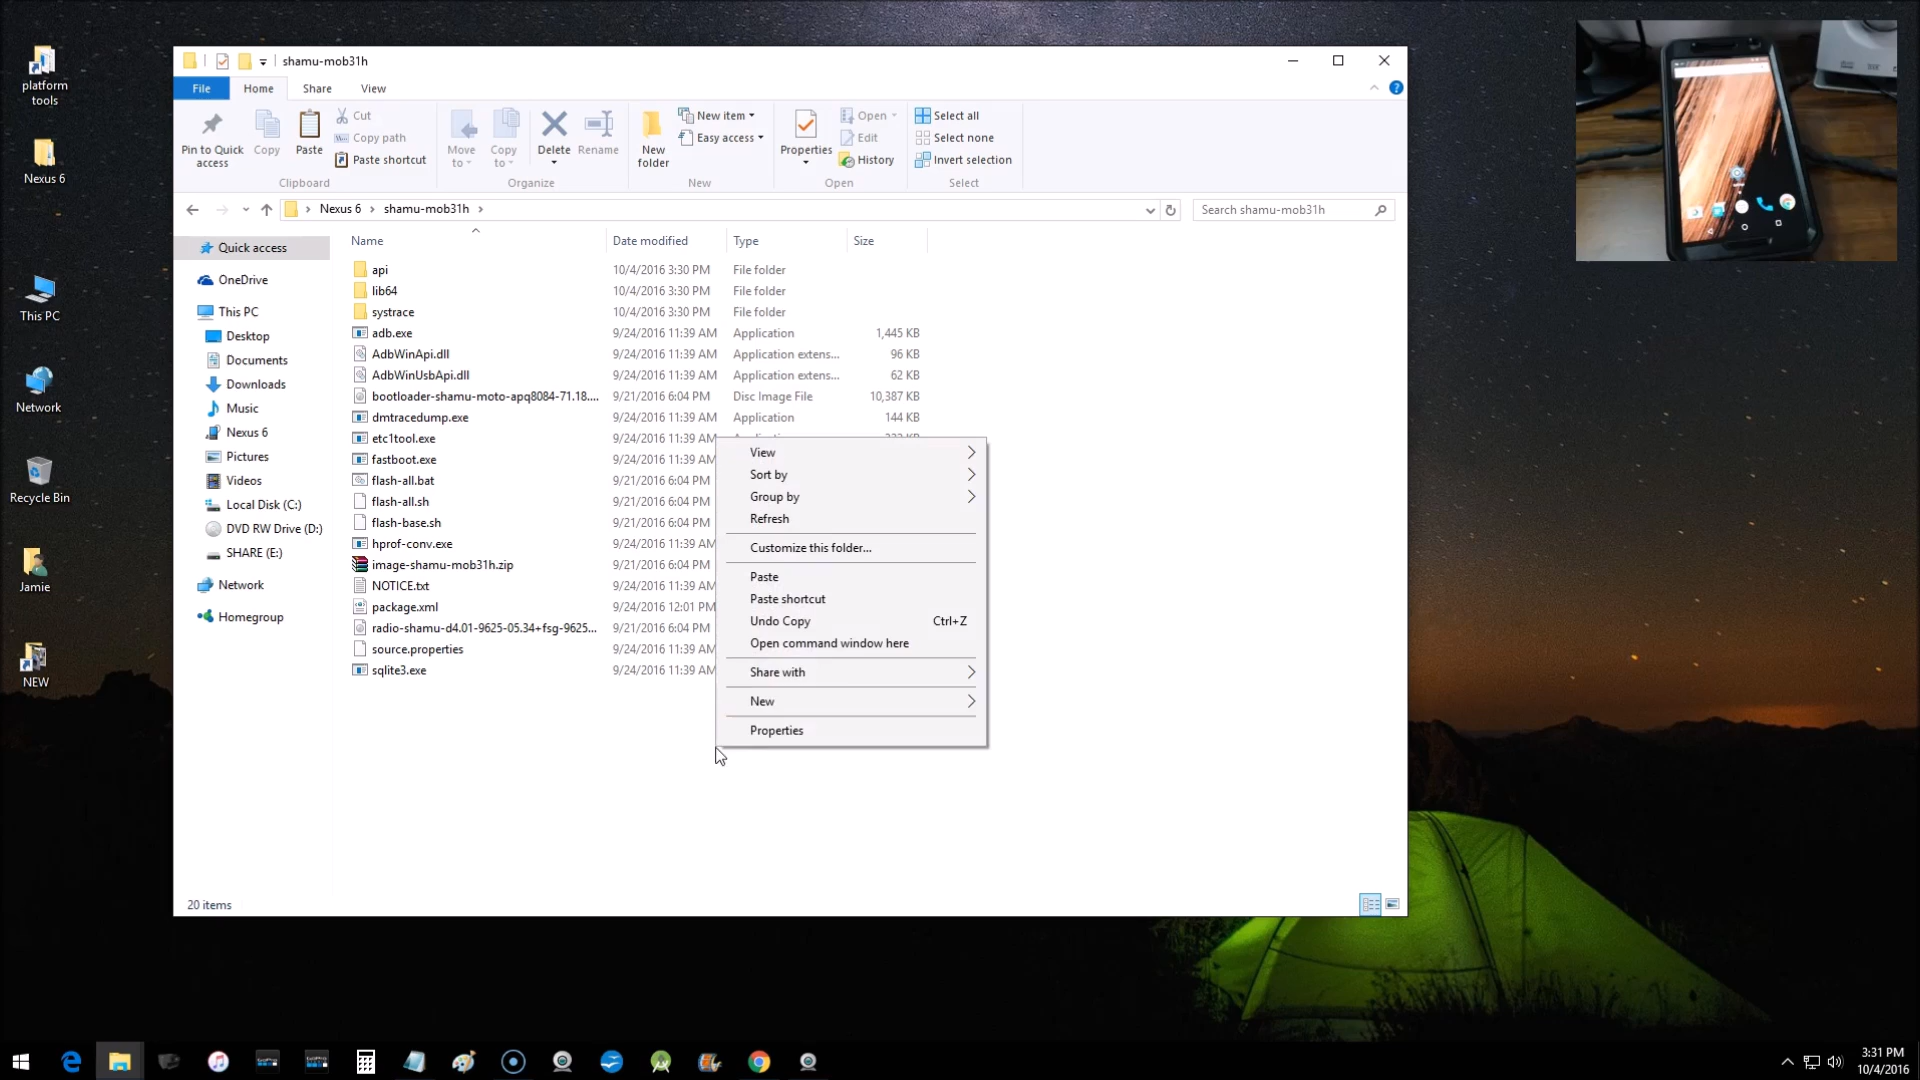 shamu-mob31h
File
Home
Share
View
Pin to Quick access
Copy
Paste
Cut
Copy path
Paste shortcut
Clipboard
Move to
Copy to
Delete
Rename
Organize
New folder
New item
Easy access
New
Properties
Open
Edit
History
Open
Select all
Select none
Invert selection
Select
Nexus 6
shamu-mob31h
Search shamu-mob31h
Name
Date modified
Type
Size
Quick access
OneDrive
This PC
Desktop
Documents
Downloads
Music
Nexus 6
Pictures
Videos
Local Disk (C:)
DVD RW Drive (D:)
SHARE (E:)
Network
Homegroup
api 10/4/2016 3:30 PM File folder
lib64 10/4/2016 3:30 PM File folder
systrace 10/4/2016 3:30 PM File folder
adb.exe 9/24/2016 11:39 AM Application 1,445 KB
AdbWinApi.dll 9/24/2016 11:39 AM Application extens... 96 KB
AdbWinUsbApi.dll 9/24/2016 11:39 AM Application extens... 62 KB
bootloader-shamu-moto-apq8084-71.18.... 9/21/2016 6:04 PM Disc Image File 10,387 KB
dmtracedump.exe 9/24/2016 11:39 AM Application 144 KB
etc1tool.exe 9/24/2016 11:39 AM
fastboot.exe 9/24/2016 11:39 AM
flash-all.bat 9/21/2016 6:04 PM
flash-all.sh 9/21/2016 6:04 PM
flash-base.sh 9/21/2016 6:04 PM
hprof-conv.exe 9/24/2016 11:39 AM
image-shamu-mob31h.zip 9/21/2016 6:04 PM
NOTICE.txt 9/24/2016 11:39 AM
package.xml 9/24/2016 12:01 PM
radio-shamu-d4.01-9625-05.34+fsg-9625... 9/21/2016 6:04 PM
source.properties 9/24/2016 11:39 AM
sqlite3.exe 9/24/2016 11:39 AM
View
Sort by
Group by
Refresh
Customize this folder...
Paste
Paste shortcut
Undo Copy Ctrl+Z
Open command window here
Share with
New
Properties
20 items
platform tools
Nexus 6
This PC
Network
Recycle Bin
Jamie
NEW
3:31 PM
10/4/2016